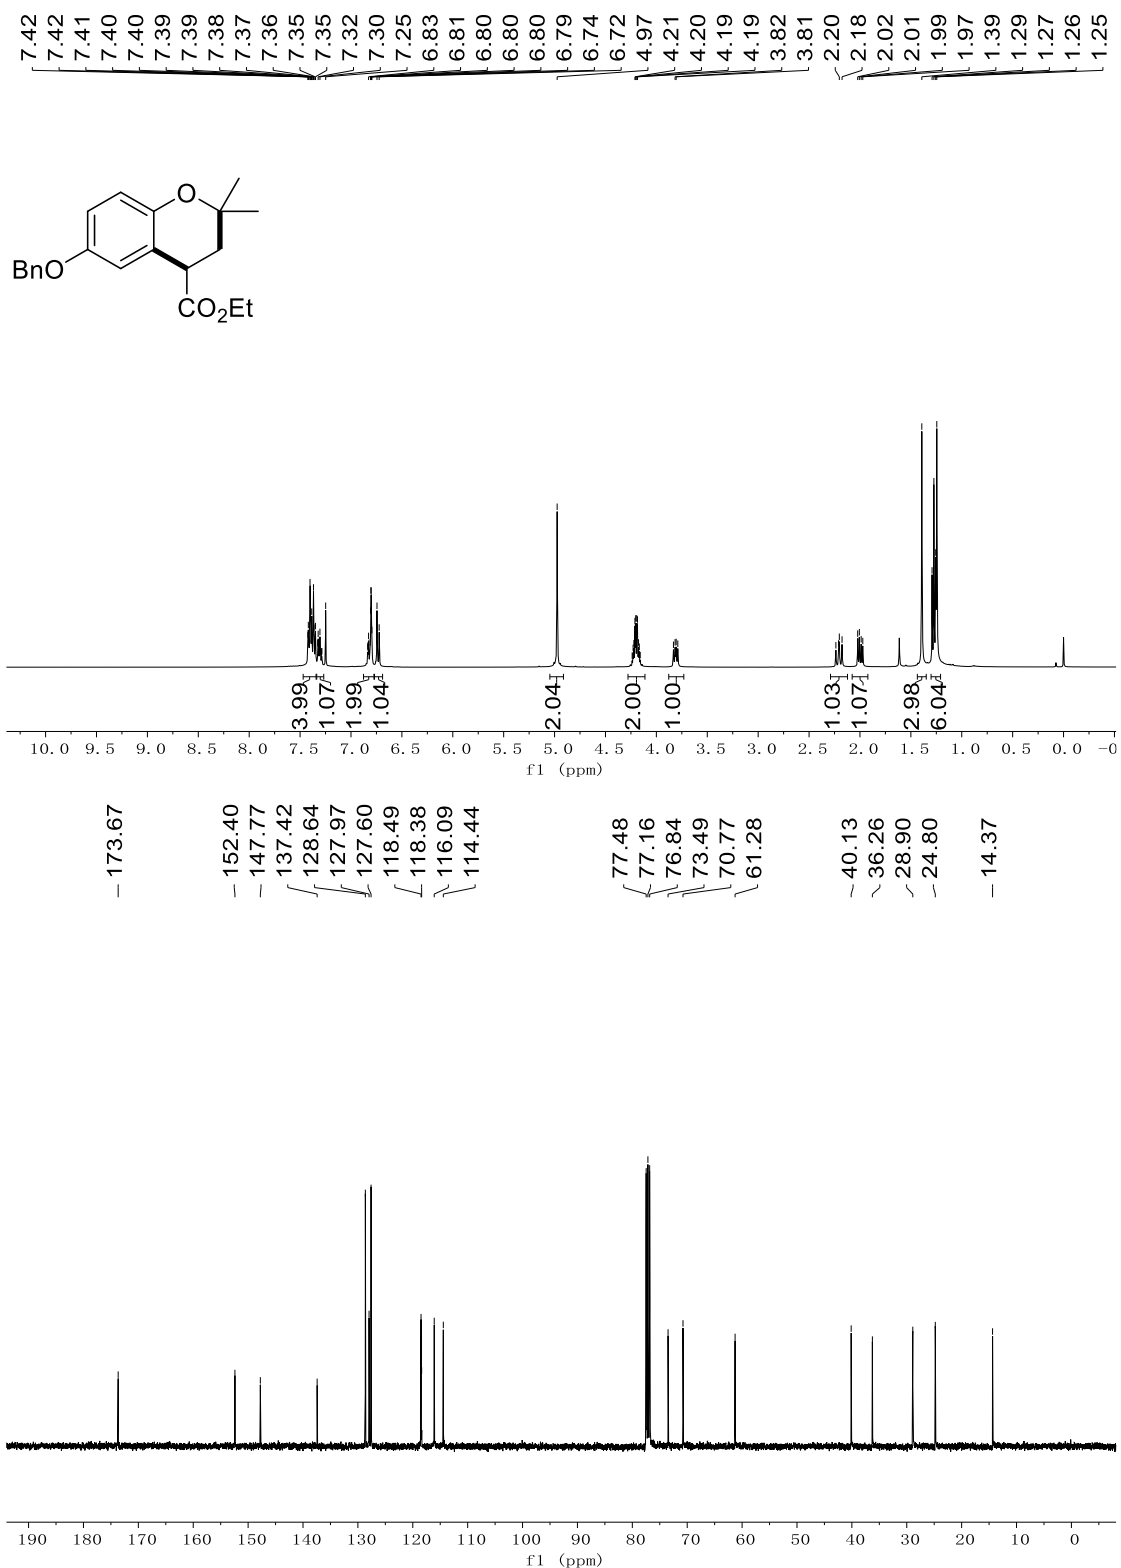 7.42 7.42 7.41 7.40 7.40 7.39 7.39 7.38 7.37 7.36 7.35 7.35 7.32 7.30 7.25 6.83 6.81 6.80 6.80 6.80 6.79 6.74 6.72 4.97 4.21 4.20 4.19 4.19 3.82 3.81 2.20 2.18 2.02 2.01 1.99 1.97 1.39 1.29 1.27 1.26 1.25
O
BnO
CO2Et
3.99 1.07 1.99 1.04 2.04 2.00 1.00 1.03 1.07 2.98 6.04
10.0 9.5 9.0 8.5 8.0 7.5 7.0 6.5 6.0 5.5 5.0 4.5 4.0 3.5 3.0 2.5 2.0 1.5 1.0 0.5 0.0 -0
f1 (ppm)
173.67 152.40 147.77 137.42 128.64 127.97 127.60 118.49 118.38 116.09 114.44 77.48 77.16 76.84 73.49 70.77 61.28 40.13 36.26 28.90 24.80 14.37
190 180 170 160 150 140 130 120 110 100 90 80 70 60 50 40 30 20 10 0
f1 (ppm)